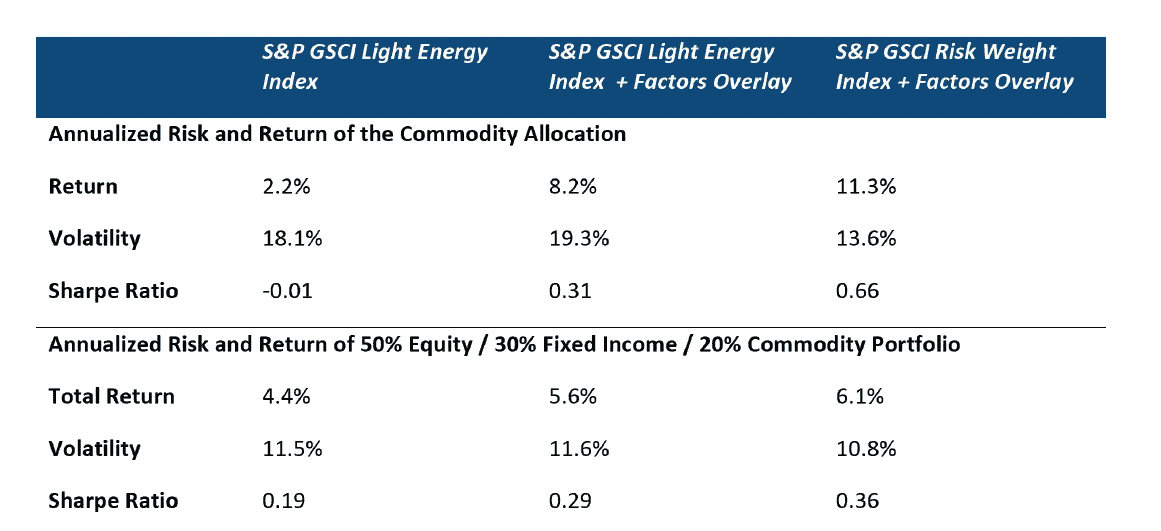 S&P GSCI Light Energy Index S&P GSCI Light Energy Index + Factors Overlay S&P GSCI Risk Weight Index + Factors Overlay
Annualized Risk and Return of the Commodity Allocation
Return 2.2% 8.2% 11.3%
Volatility 18.1% 19.3% 13.6%
Sharpe Ratio -0.01 0.31 0.66
Annualized Risk and Return of 50% Equity / 30% Fixed Income / 20% Commodity Portfolio
Total Return 4.4% 5.6% 6.1%
Volatility 11.5% 11.6% 10.8%
Sharpe Ratio 0.19 0.29 0.36